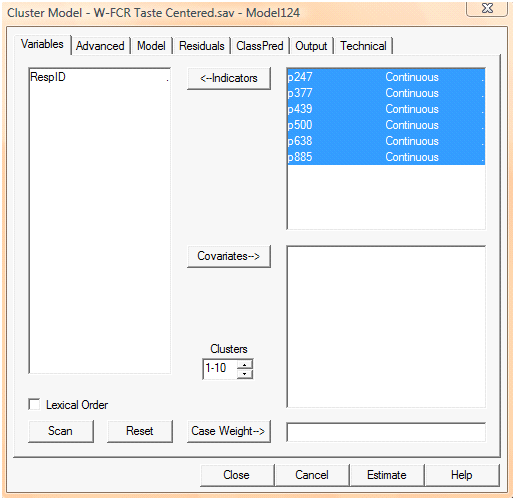 Cluster Model - W-FCR Taste Centered.sav - Model124
Variables Advanced Model Residuals ClassPred Output Technical
RespID .
<--Indicators
p247 Continuous .
p377 Continuous .
p439 Continuous .
p500 Continuous .
p638 Continuous .
p885 Continuous .
Covariates-->
Clusters
1-10
Lexical Order
Scan Reset Case Weight-->
Close Cancel Estimate Help